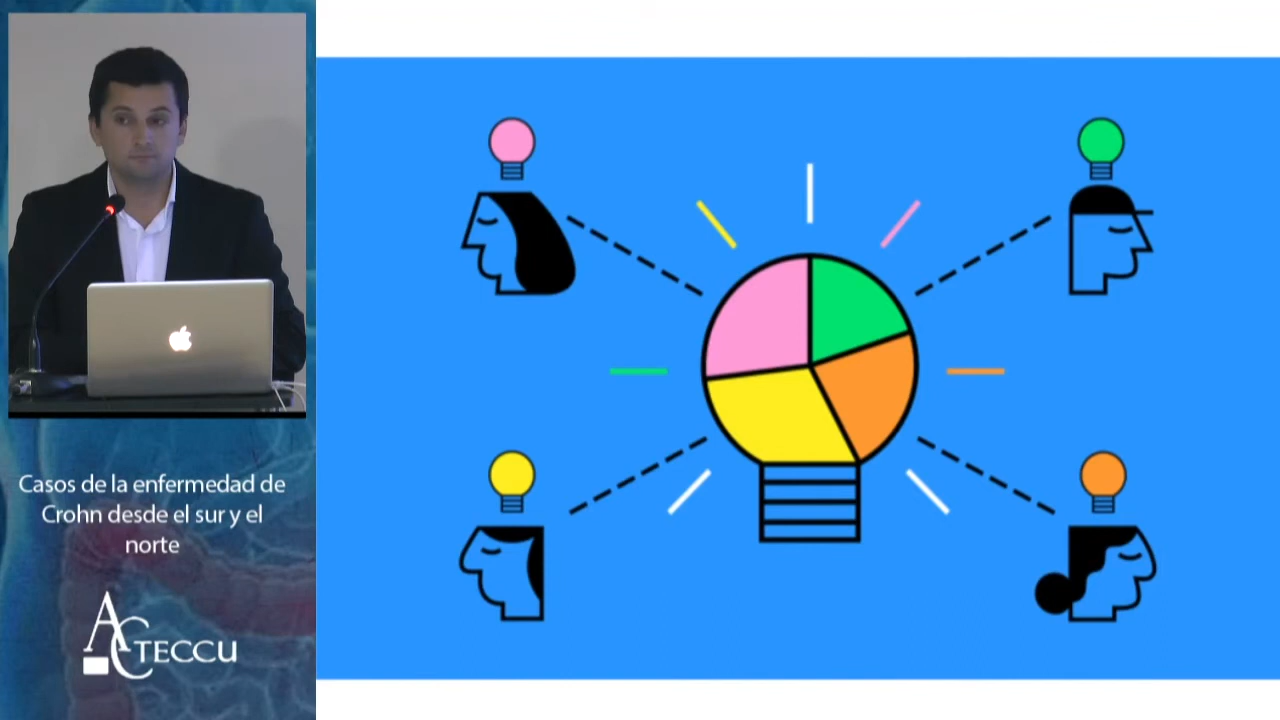 Casos de la enfermedad de
Crohn desde el sur y el
norte
ACTECCU